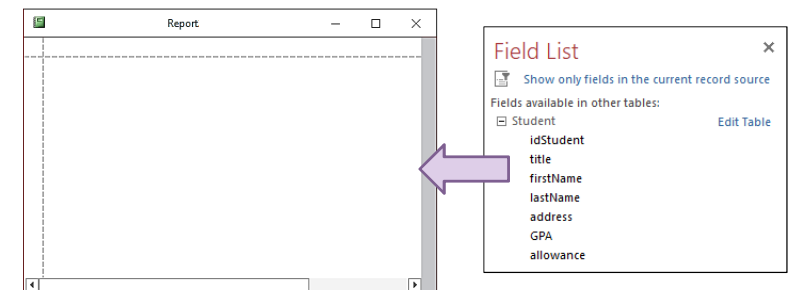 Report
Field List
Show only fields in the current record source
Fields available in other tables:
Student Edit Table
idStudent
title
firstName
lastName
address
GPA
allowance